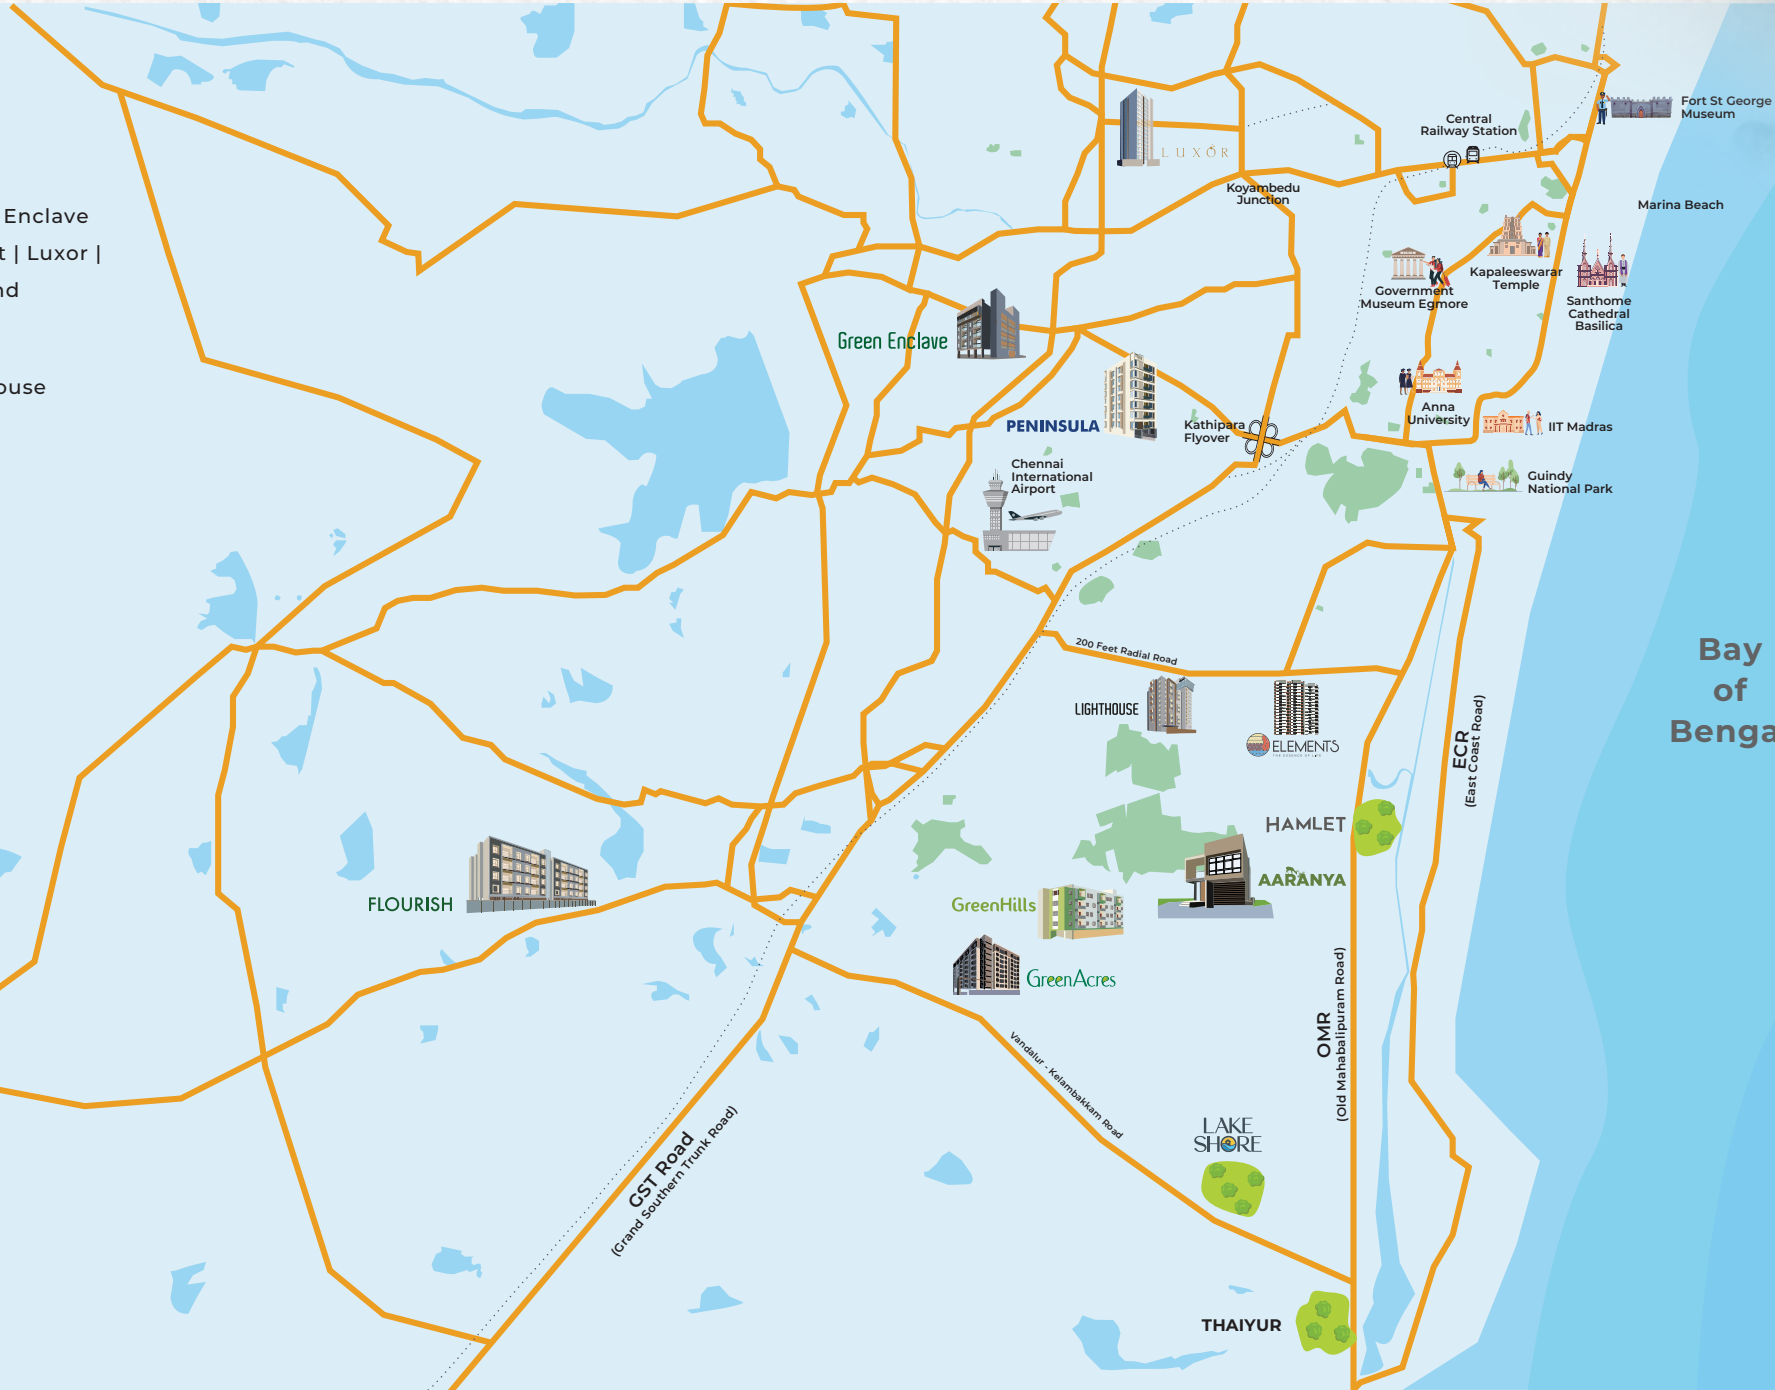 Enclave
t | Luxor |
nd
ouse
LUXOR
Central
Railway Station
Fort St George
Museum
Koyambedu
Junction
Marina Beach
Kapaleeswarar
Temple
Government
Museum Egmore
Santhome
Cathedral
Basilica
Green Enclave
PENINSULA
Kathipara
Flyover
Anna
University
IIT Madras
Chennai
International
Airport
Guindy
National Park
200 Feet Radial Road
LIGHTHOUSE
ELEMENTS
Bay
of
Benga
ECR
(East Coast Road)
HAMLET
AARANYA
FLOURISH
GreenHills
GreenAcres
OMR
(Old Mahabalipuram Road)
Vandalur - Kelambakkam Road
GST Road
(Grand Southern Trunk Road)
LAKE
SHORE
THAIYUR